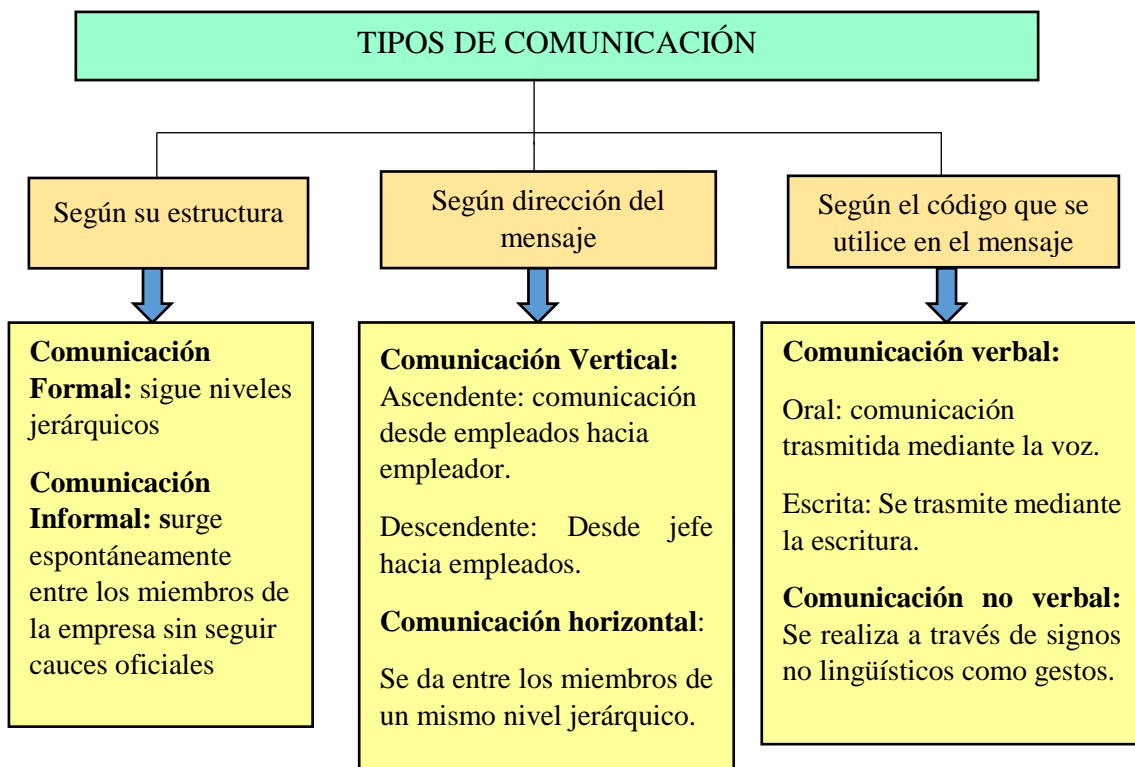 TIPOS DE COMUNICACIÓN
Según su estructura
Según dirección del
mensaje
Según el código que se
utilice en el mensaje
Comunicación
Formal: sigue niveles
jerárquicos
Comunicación
Informal: surge
espontáneamente
entre los miembros de
la empresa sin seguir
cauces oficiales
Comunicación Vertical:
Ascendente: comunicación
desde empleados hacia
empleador.
Descendente: Desde jefe
hacia empleados.
Comunicación horizontal:
Se da entre los miembros de
un mismo nivel jerárquico.
Comunicación verbal:
Oral: comunicación
trasmitida mediante la voz.
Escrita: Se trasmite mediante
la escritura.
Comunicación no verbal:
Se realiza a través de signos
no lingüísticos como gestos.